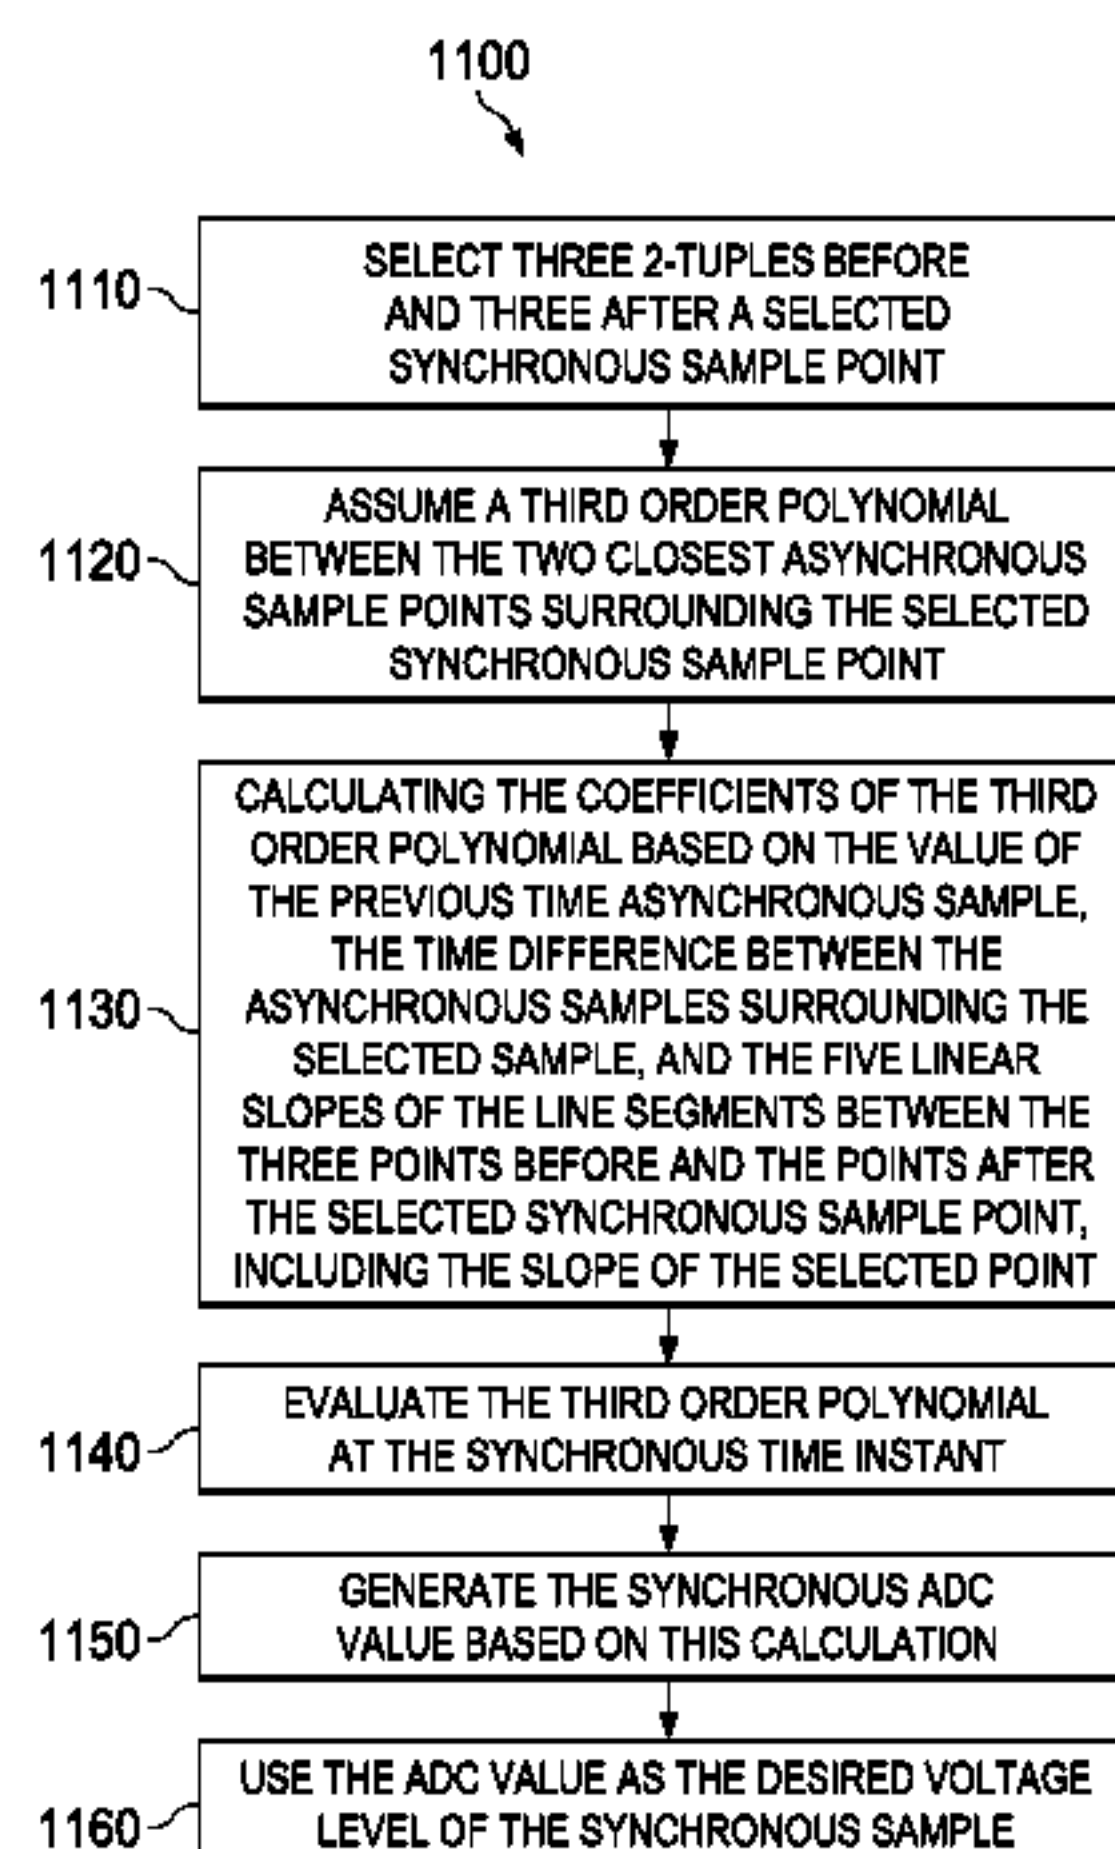 1100
1110
SELECT THREE 2-TUPLES BEFORE
AND THREE AFTER A SELECTED
SYNCHRONOUS SAMPLE POINT
1120
ASSUME A THIRD ORDER POLYNOMIAL
BETWEEN THE TWO CLOSEST ASYNCHRONOUS
SAMPLE POINTS SURROUNDING THE SELECTED
SYNCHRONOUS SAMPLE POINT
1130
CALCULATING THE COEFFICIENTS OF THE THIRD
ORDER POLYNOMIAL BASED ON THE VALUE OF
THE PREVIOUS TIME ASYNCHRONOUS SAMPLE,
THE TIME DIFFERENCE BETWEEN THE
ASYNCHRONOUS SAMPLES SURROUNDING THE
SELECTED SAMPLE, AND THE FIVE LINEAR
SLOPES OF THE LINE SEGMENTS BETWEEN THE
THREE POINTS BEFORE AND THE POINTS AFTER
THE SELECTED SYNCHRONOUS SAMPLE POINT,
INCLUDING THE SLOPE OF THE SELECTED POINT
1140
EVALUATE THE THIRD ORDER POLYNOMIAL
AT THE SYNCHRONOUS TIME INSTANT
1150
GENERATE THE SYNCHRONOUS ADC
VALUE BASED ON THIS CALCULATION
1160
USE THE ADC VALUE AS THE DESIRED VOLTAGE
LEVEL OF THE SYNCHRONOUS SAMPLE